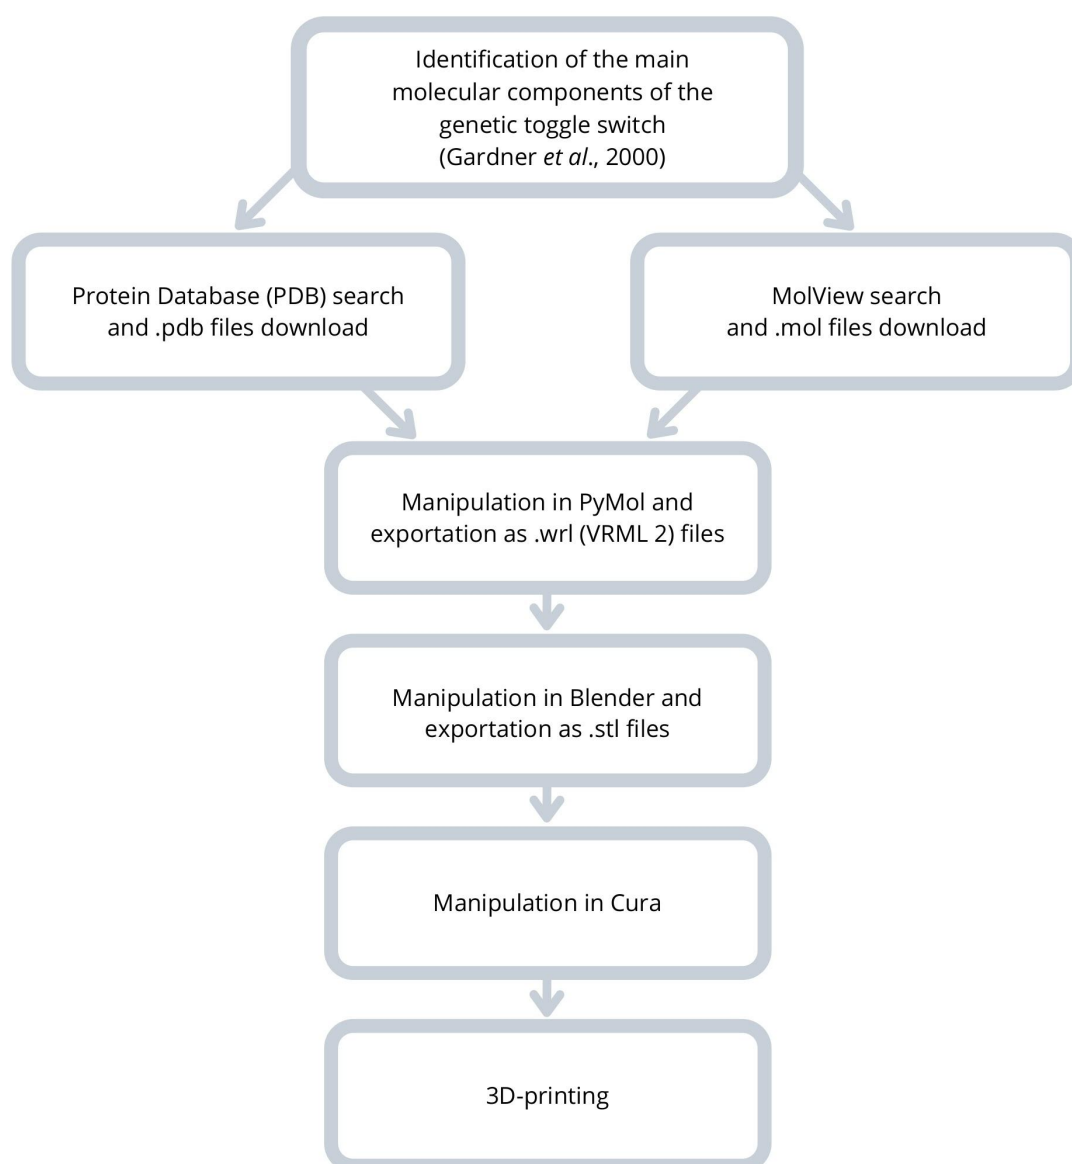 Identification of the main
molecular components of the
genetic toggle switch
(Gardner et al., 2000)
Protein Database (PDB) search
and .pdb files download
MolView search
and .mol files download
Manipulation in PyMol and
exportation as .wrl (VRML 2) files
Manipulation in Blender and
exportation as .stl files
Manipulation in Cura
3D-printing